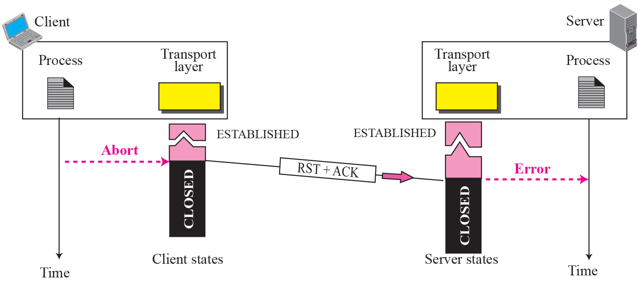 Client
Server
Process
Transport
layer
Transport
layer
Process
ESTABLISHED
ESTABLISHED
Abort
RST + ACK
Error
CLOSED
CLOSED
Time
Client states
Server states
Time